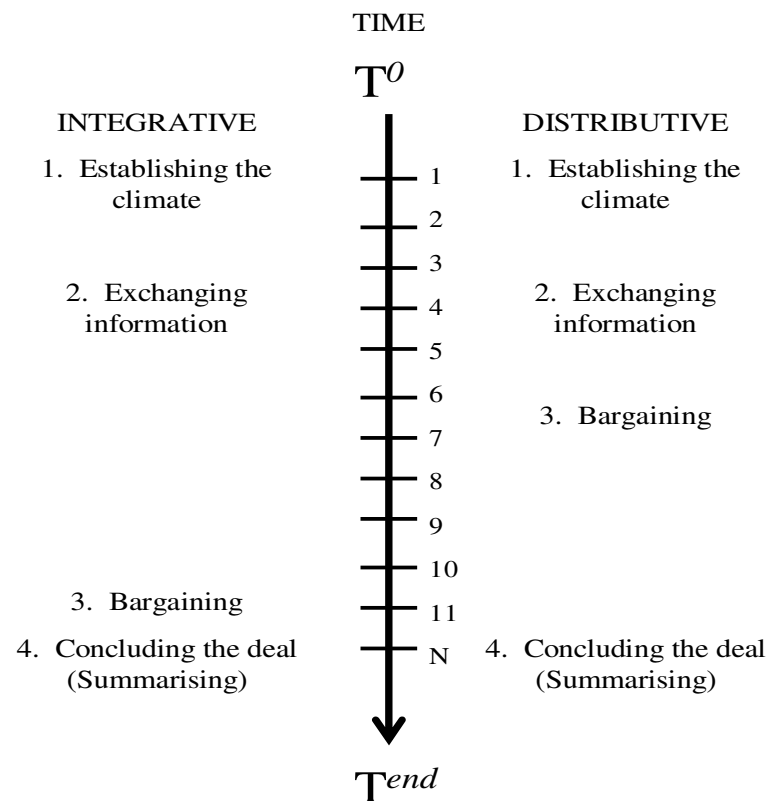 TIME
T⁰
INTEGRATIVE
1. Establishing the
climate
2. Exchanging
information
3. Bargaining
4. Concluding the deal
(Summarising)
1
2
3
4
5
6
7
8
9
10
11
N
DISTRIBUTIVE
1. Establishing the
climate
2. Exchanging
information
3. Bargaining
4. Concluding the deal
(Summarising)
Tend